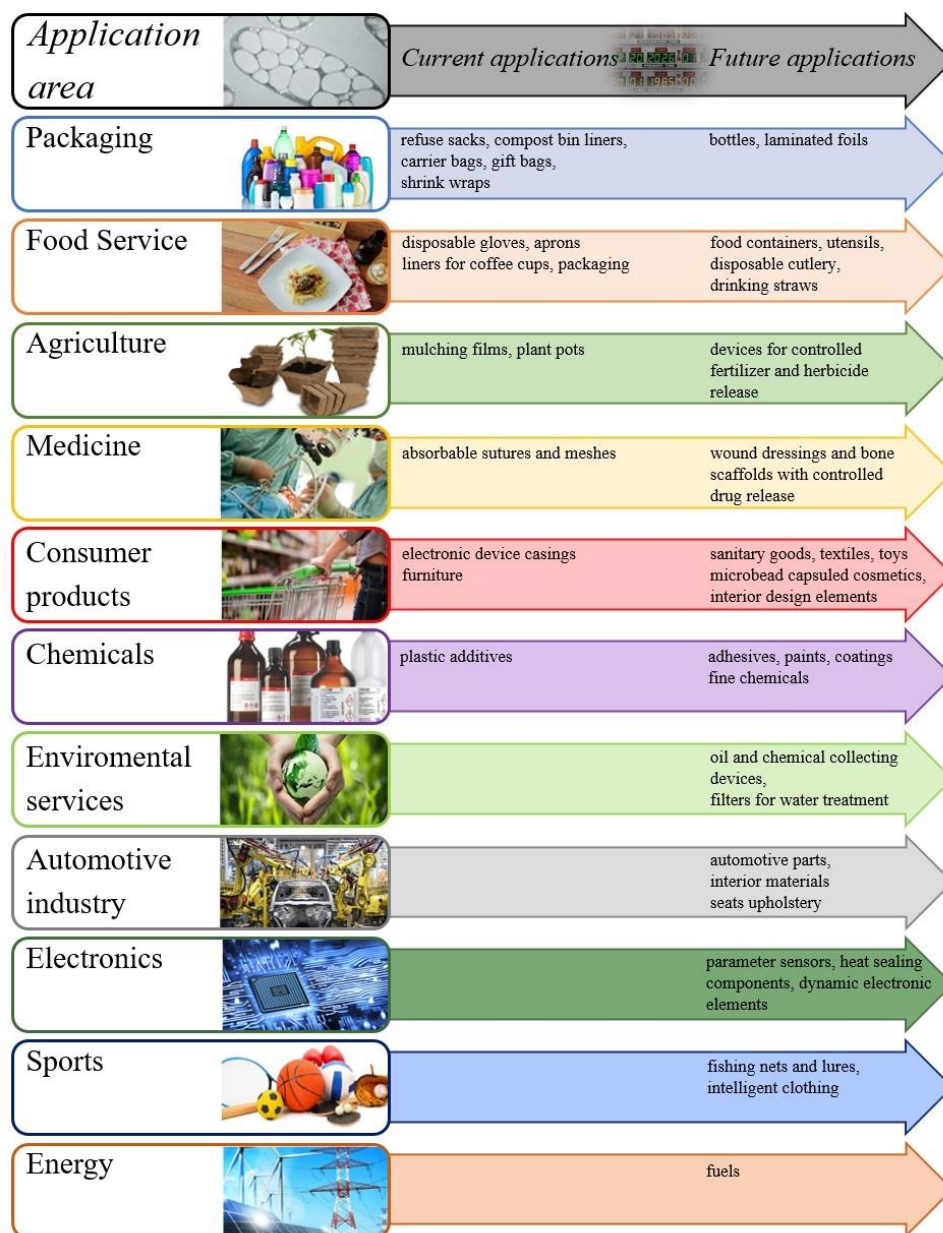 Application
area
Current applications
Future applications
Packaging
refuse sacks, compost bin liners,
carrier bags, gift bags,
shrink wraps
bottles, laminated foils
Food Service
disposable gloves, aprons
liners for coffee cups, packaging
food containers, utensils,
disposable cutlery,
drinking straws
Agriculture
mulching films, plant pots
devices for controlled
fertilizer and herbicide
release
Medicine
absorbable sutures and meshes
wound dressings and bone
scaffolds with controlled
drug release
Consumer
products
electronic device casings
furniture
sanitary goods, textiles, toys
microbead capsuled cosmetics,
interior design elements
Chemicals
plastic additives
adhesives, paints, coatings
fine chemicals
Enviromental
services
oil and chemical collecting
devices,
filters for water treatment
Automotive
industry
automotive parts,
interior materials
seats upholstery
Electronics
parameter sensors, heat sealing
components, dynamic electronic
elements
Sports
fishing nets and lures,
intelligent clothing
Energy
fuels